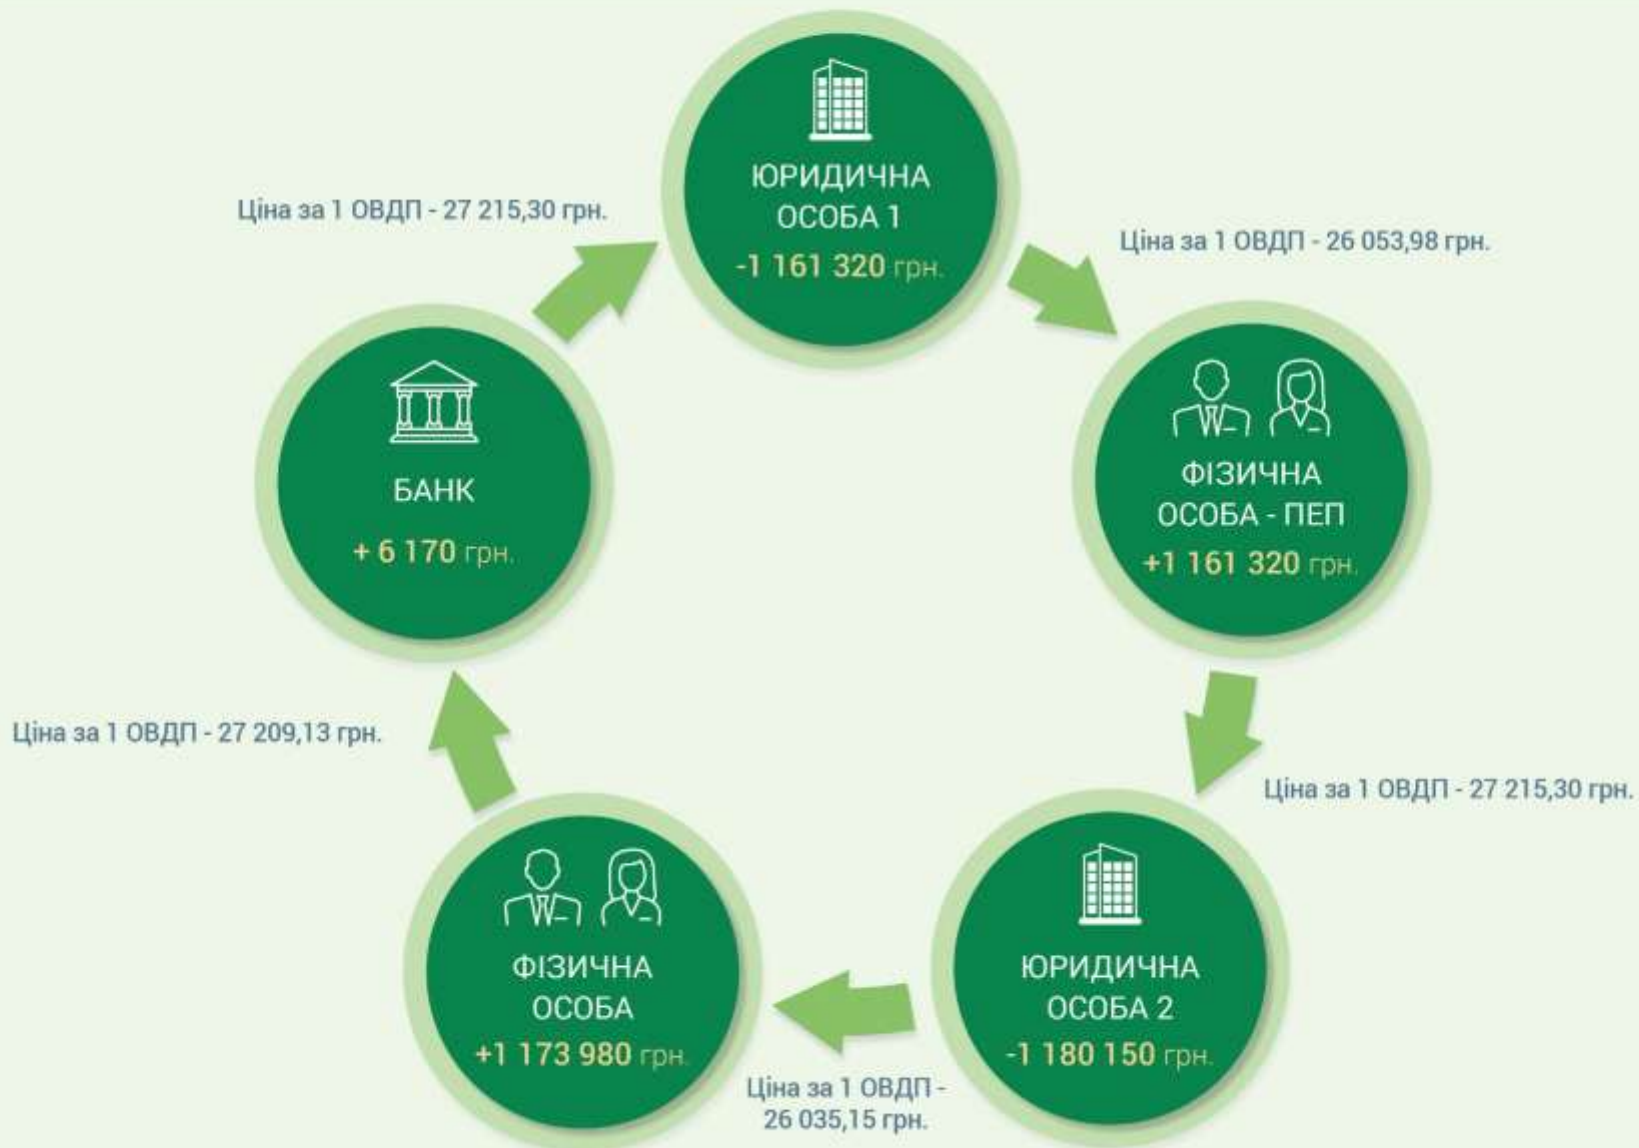 ЮРИДИЧНА
ОСОБА 1
-1 161 320 грн.
Ціна за 1 ОВДП - 27 215,30 грн.
Ціна за 1 ОВДП - 26 053,98 грн.
БАНК
+ 6 170 грн.
ФІЗИЧНА
ОСОБА - ПЕП
+1 161 320 грн.
Ціна за 1 ОВДП - 27 209,13 грн.
Ціна за 1 ОВДП - 27 215,30 грн.
ФІЗИЧНА
ОСОБА
+1 173 980 грн.
ЮРИДИЧНА
ОСОБА 2
-1 180 150 грн.
Ціна за 1 ОВДП -
26 035,15 грн.